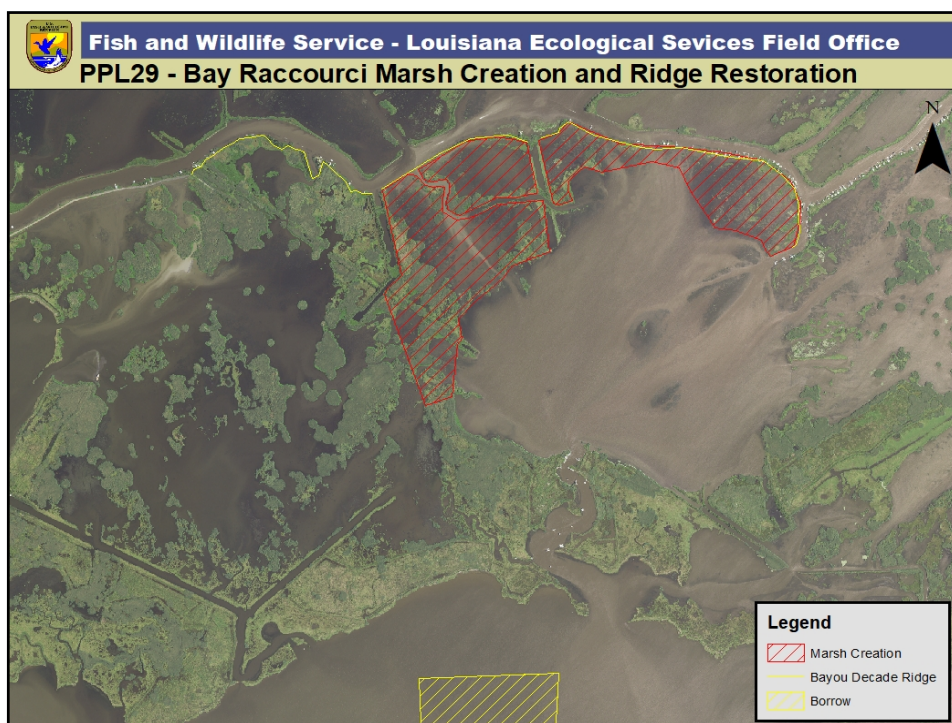 Fish and Wildlife Service - Louisiana Ecological Sevices Field Office
PPL29 - Bay Raccourci Marsh Creation and Ridge Restoration
N
Legend
Marsh Creation
Bayou Decade Ridge
Borrow